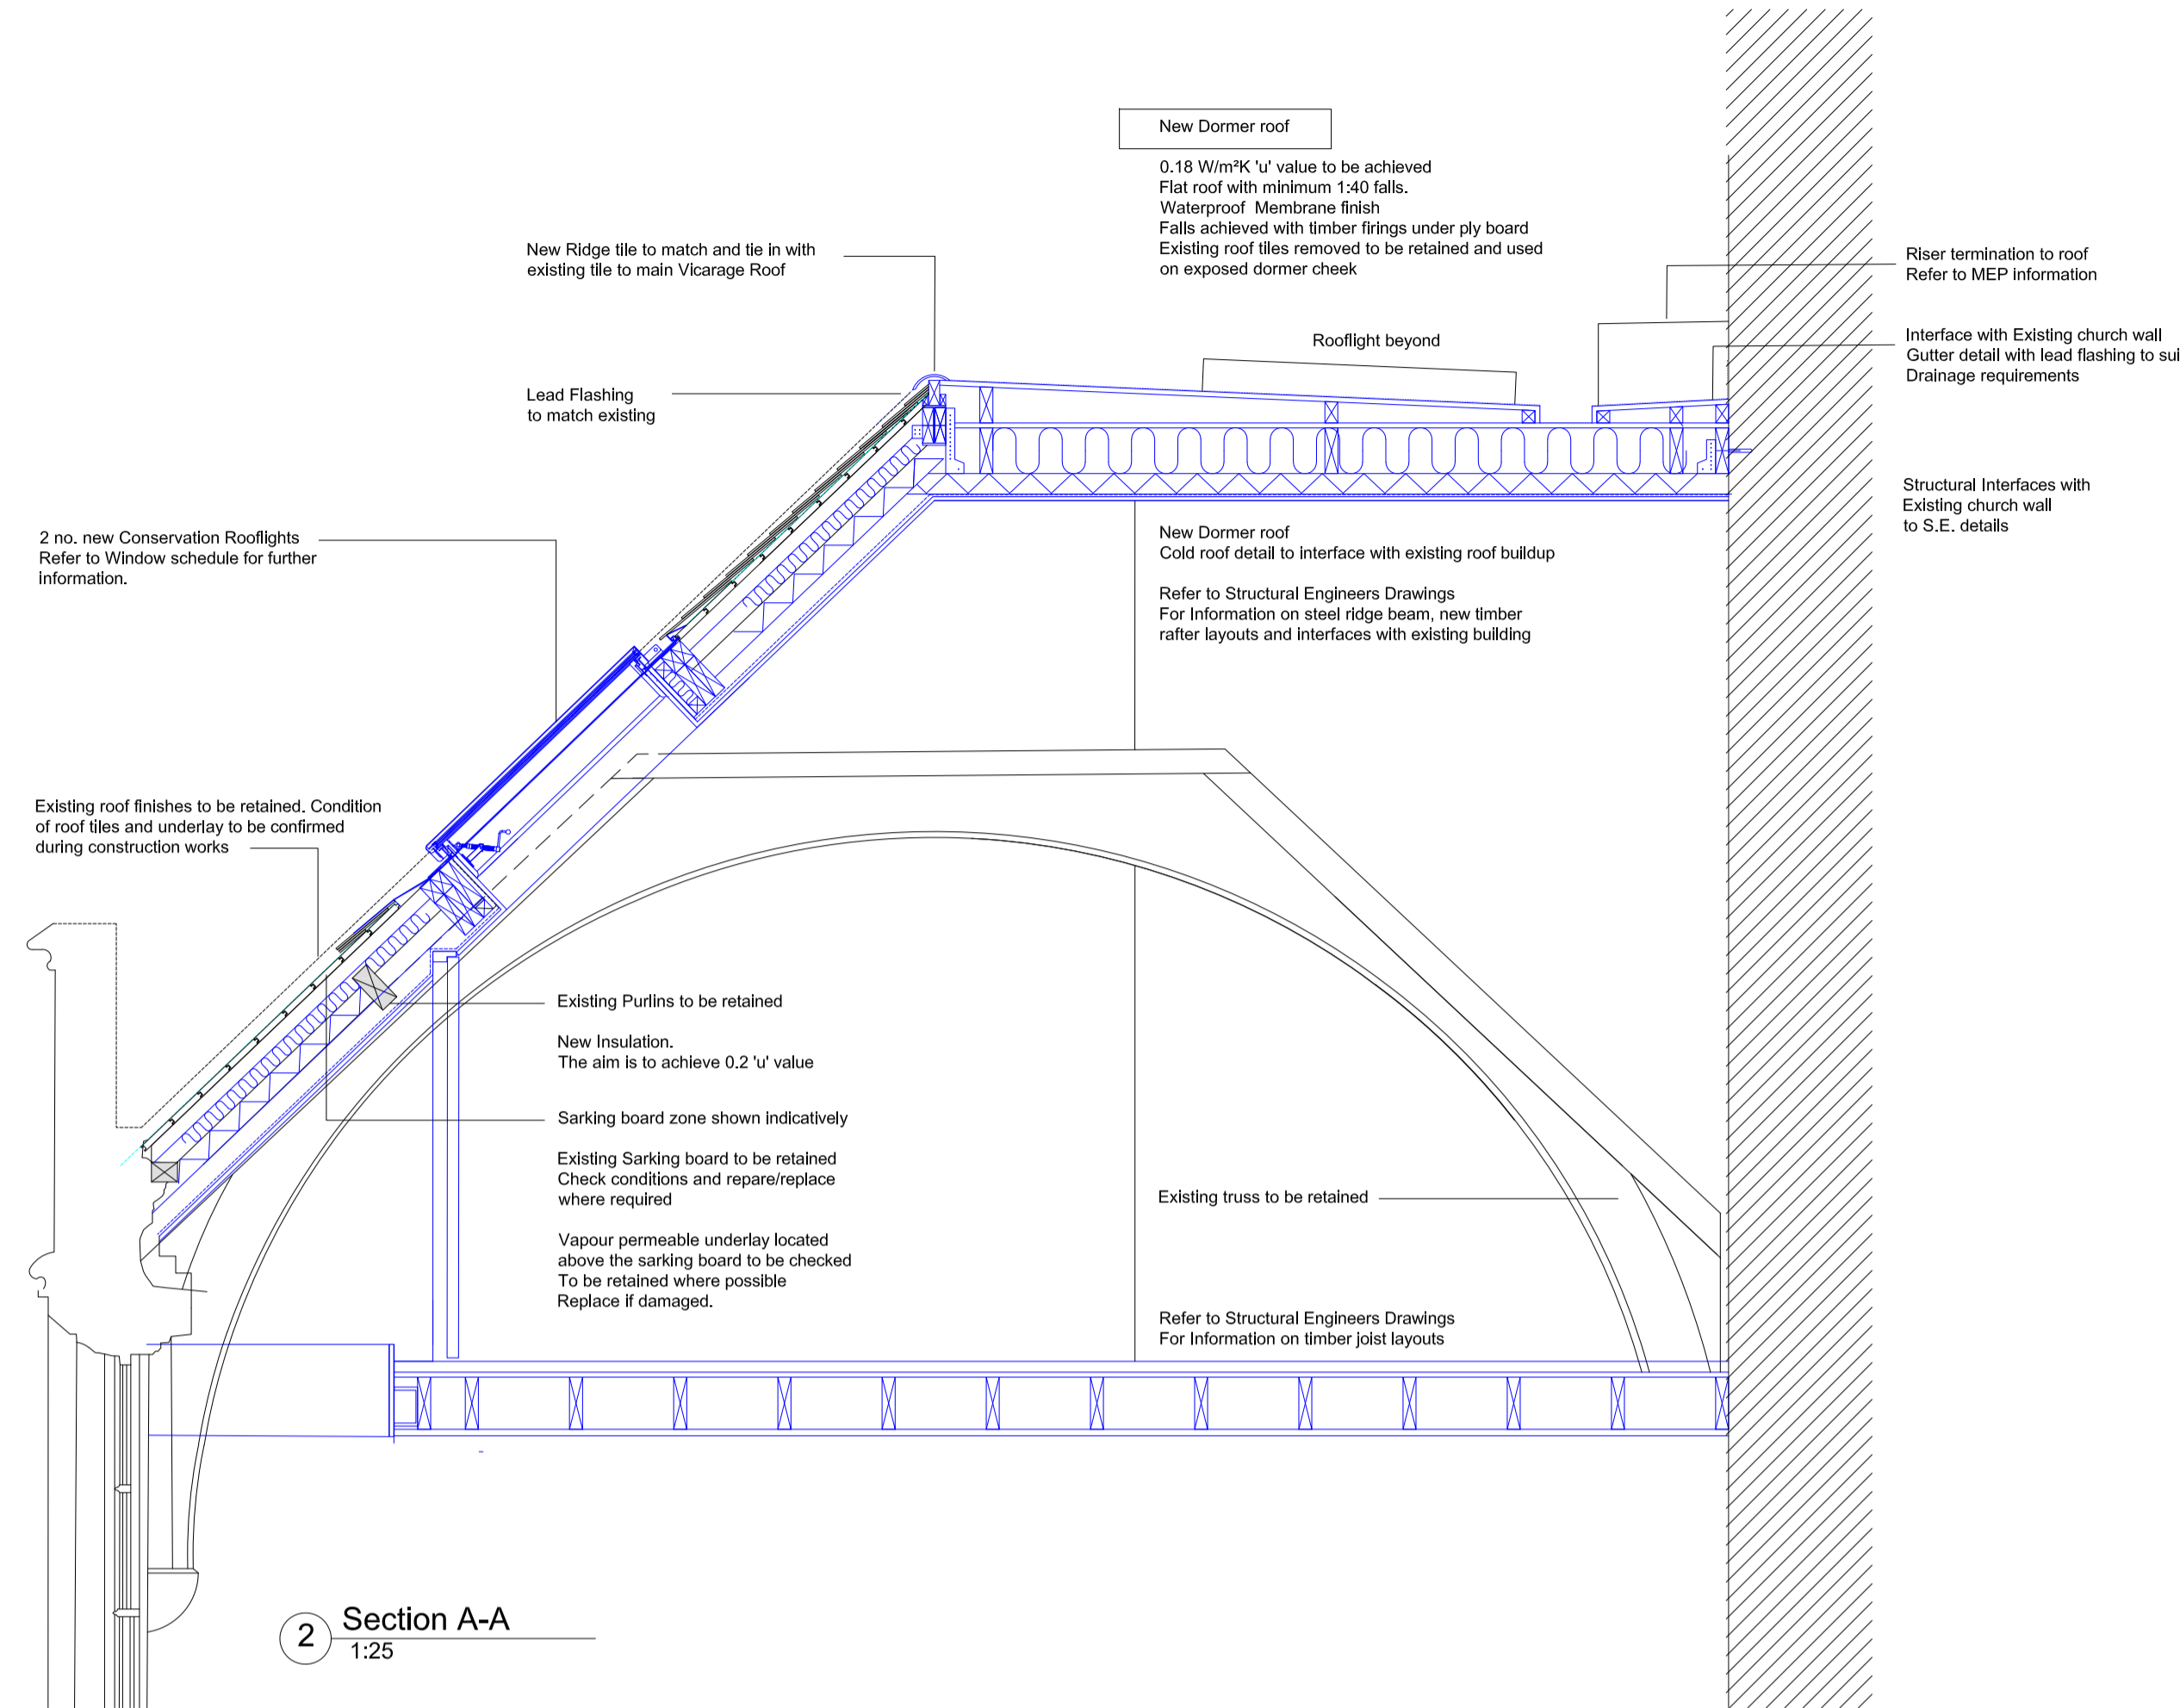 New Dormer roof
0.18 W/m²K 'u' value to be achieved
Flat roof with minimum 1:40 falls.
Waterproof Membrane finish
Falls achieved with timber firings under ply board
Existing roof tiles removed to be retained and used
on exposed dormer cheek
New Ridge tile to match and tie in with
existing tile to main Vicarage Roof
Riser termination to roof
Refer to MEP information
Rooflight beyond
Interface with Existing church wall
Gutter detail with lead flashing to sui
Drainage requirements
Lead Flashing
to match existing
Structural Interfaces with
Existing church wall
to S.E. details
2 no. new Conservation Rooflights
Refer to Window schedule for further
information.
New Dormer roof
Cold roof detail to interface with existing roof buildup
Refer to Structural Engineers Drawings
For Information on steel ridge beam, new timber
rafter layouts and interfaces with existing building
Existing roof finishes to be retained. Condition
of roof tiles and underlay to be confirmed
during construction works
Existing Purlins to be retained
New Insulation.
The aim is to achieve 0.2 'u' value
Sarking board zone shown indicatively
Existing Sarking board to be retained
Check conditions and repare/replace
where required
Vapour permeable underlay located
above the sarking board to be checked
To be retained where possible
Replace if damaged.
Existing truss to be retained
Refer to Structural Engineers Drawings
For Information on timber joist layouts
2
Section A-A
1:25